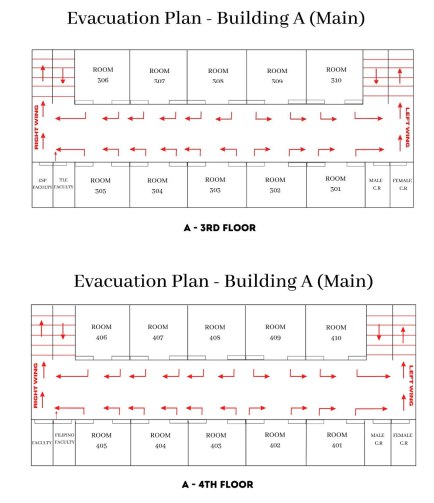 Evacuation Plan - Building A (Main)
ROOM
306
ROOM
307
ROOM
308
ROOM
309
ROOM
310
RIGHT WING
LEFT WING
ESP
FACULTY
TLE
FACULTY
ROOM
305
ROOM
304
ROOM
303
ROOM
302
ROOM
301
MALE
C.R
FEMALE
C.R
A - 3RD FLOOR
Evacuation Plan - Building A (Main)
ROOM
406
ROOM
407
ROOM
408
ROOM
409
ROOM
410
RIGHT WING
LEFT WING
FACULTY
FILIPINO
FACULTY
ROOM
405
ROOM
404
ROOM
403
ROOM
402
ROOM
401
MALE
C.R
FEMALE
C.R
A - 4TH FLOOR